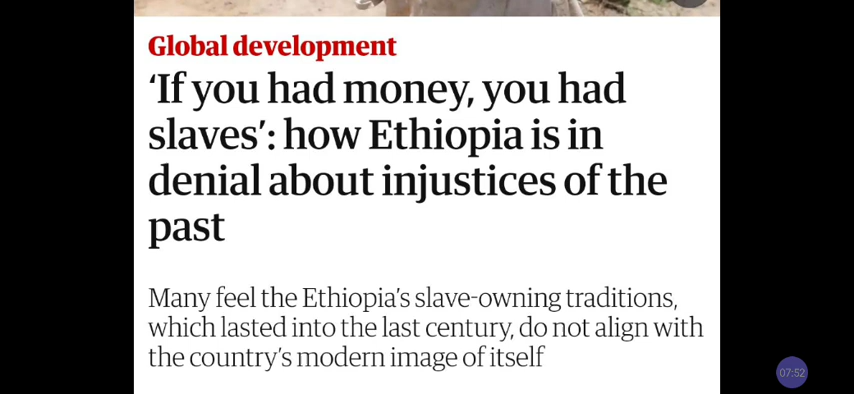 Global development
‘If you had money, you had
slaves’: how Ethiopia is in
denial about injustices of the
past
Many feel the Ethiopia’s slave-owning traditions,
which lasted into the last century, do not align with
the country’s modern image of itself
07:52